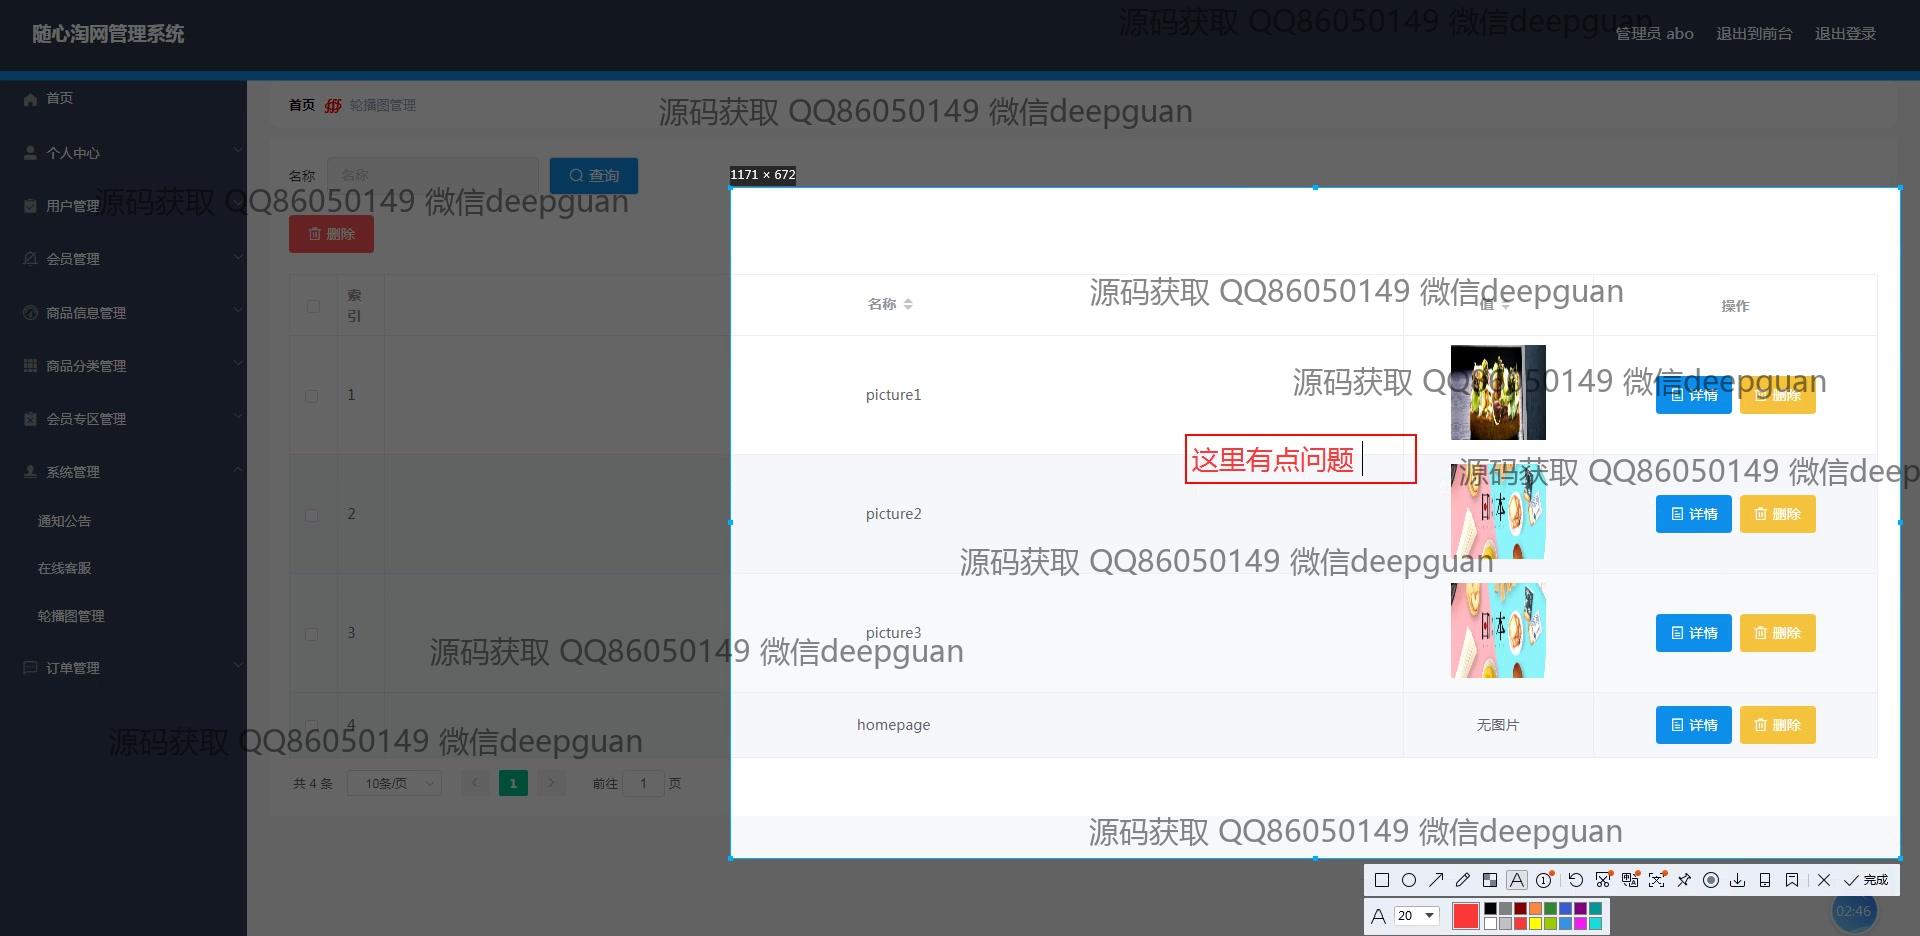 随心淘网管理系统
源码获取 QQ86050149 微信deepguan
管理员 abo 退出到前台 退出登录
首页
首页 轮播图管理
源码获取 QQ86050149 微信deepguan
个人中心
名称 名称 查询
1171 × 672
用户管理
源码获取 QQ86050149 微信deepguan
删除
会员管理
源码获取 QQ86050149 微信deepguan
索引 名称 值 操作
商品信息管理
商品分类管理
源码获取 QQ86050149 微信deepguan
1 picture1 详情 删除
会员专区管理
这里有点问题
系统管理
源码获取 QQ86050149 微信deep
2 picture2 日本 详情 删除
通知公告
源码获取 QQ86050149 微信deepguan
在线客服
轮播图管理
3 picture3 日本 详情 删除
源码获取 QQ86050149 微信deepguan
订单管理
4 homepage 无图片 详情 删除
源码获取 QQ86050149 微信deepguan
共 4 条 10条/页 1 前往 1 页
源码获取 QQ86050149 微信deepguan
A 1 完成
A 20
02:46